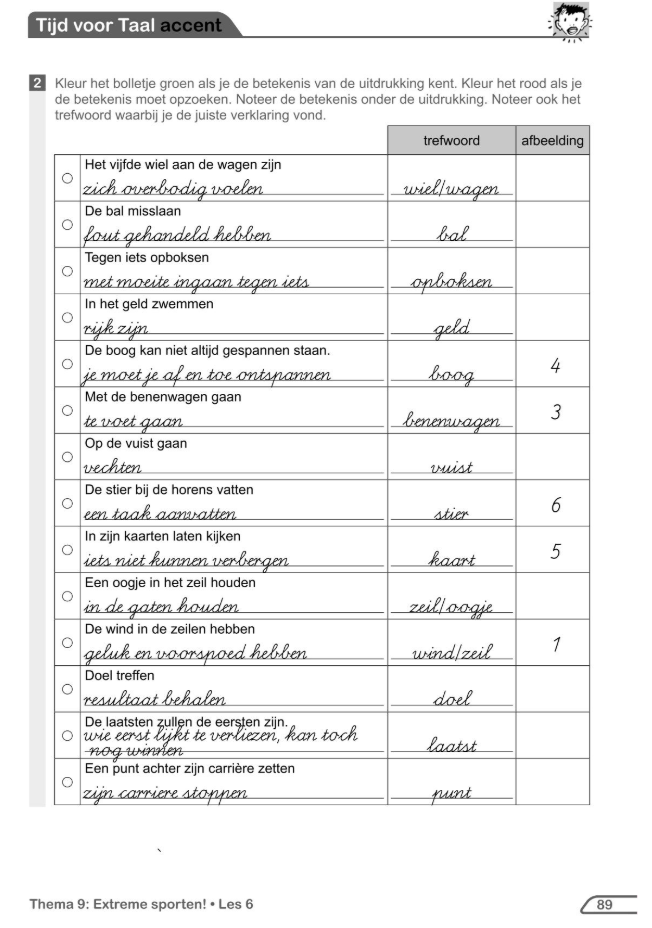 Tijd voor Taal accent
2 Kleur het bolletje groen als je de betekenis van de uitdrukking kent. Kleur het rood als je
de betekenis moet opzoeken. Noteer de betekenis onder de uitdrukking. Noteer ook het
trefwoord waarbij je de juiste verklaring vond.
trefwoord afbeelding
Het vijfde wiel aan de wagen zijn
zich overbodig voelen wiel/wagen
De bal misslaan
fout gehandeld hebben bal
Tegen iets opboksen
met moeite ingaan tegen iets opboksen
In het geld zwemmen
rijk zijn geld
De boog kan niet altijd gespannen staan.
je moet je af en toe ontspannen boog 4
Met de benenwagen gaan
te voet gaan benenwagen 3
Op de vuist gaan
vechten vuist
De stier bij de horens vatten
een taak aanvatten stier 6
In zijn kaarten laten kijken
iets niet kunnen verbergen kaart 5
Een oogje in het zeil houden
in de gaten houden zeil/oogje
De wind in de zeilen hebben
geluk en voorspoed hebben wind/zeil 1
Doel treffen
resultaat behalen doel
De laatsten zullen de eersten zijn.
wie eerst lijkt te verliezen, kan toch
nog winnen laatst
Een punt achter zijn carrière zetten
zijn carriere stoppen punt
Thema 9: Extreme sporten! • Les 6 89